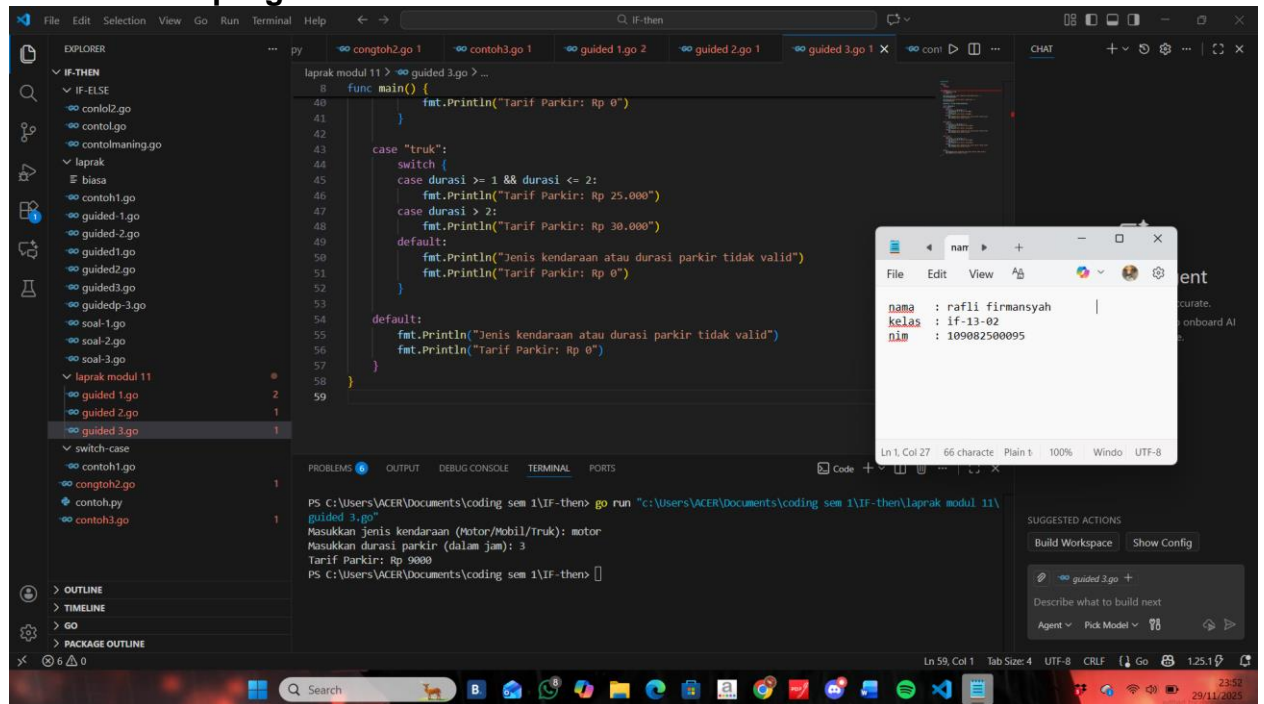 File Edit Selection View Go Run Terminal Help
IF-then
EXPLORER
py
congtoh2.go 1
contoh3.go 1
guided 1.go 2
guided 2.go 1
guided 3.go 1
CHAT
IF-THEN
IF-ELSE
conlol2.go
contol.go
contolmaning.go
laprak
biasa
contoh1.go
guided-1.go
guided-2.go
guided1.go
guided2.go
guided3.go
guidedp-3.go
soal-1.go
soal-2.go
soal-3.go
laprak modul 11
guided 1.go 2
guided 2.go 1
guided 3.go 1
switch-case
contoh1.go
congtoh2.go 1
contoh.py
contoh3.go 1
OUTLINE
TIMELINE
GO
PACKAGE OUTLINE
laprak modul 11 > guided 3.go > ...
8 func main() {
40 fmt.Println("Tarif Parkir: Rp 0")
41 }
42
43 case "truk":
44 switch {
45 case durasi >= 1 && durasi <= 2:
46 fmt.Println("Tarif Parkir: Rp 25.000")
47 case durasi > 2:
48 fmt.Println("Tarif Parkir: Rp 30.000")
49 default:
50 fmt.Println("Jenis kendaraan atau durasi parkir tidak valid")
51 fmt.Println("Tarif Parkir: Rp 0")
52 }
53
54 default:
55 fmt.Println("Jenis kendaraan atau durasi parkir tidak valid")
56 fmt.Println("Tarif Parkir: Rp 0")
57 }
58 }
59
File Edit View
nama : rafli firmansyah
kelas : if-13-02
nim : 109082500095
Ln 1, Col 27 66 characte Plain t 100% Windo UTF-8
PROBLEMS 6 OUTPUT DEBUG CONSOLE TERMINAL PORTS
Code
PS C:\Users\ACER\Documents\coding sem 1\IF-then> go run "c:\Users\ACER\Documents\coding sem 1\IF-then\laprak modul 11\
guided 3.go"
Masukkan jenis kendaraan (Motor/Mobil/Truk): motor
Masukkan durasi parkir (dalam jam): 3
Tarif Parkir: Rp 9000
PS C:\Users\ACER\Documents\coding sem 1\IF-then>
SUGGESTED ACTIONS
Build Workspace Show Config
guided 3.go
Describe what to build next
Agent Pick Model
6 0
Ln 59, Col 1 Tab Size: 4 UTF-8 CRLF Go 1.25.1
Search
23:52
29/11/2025